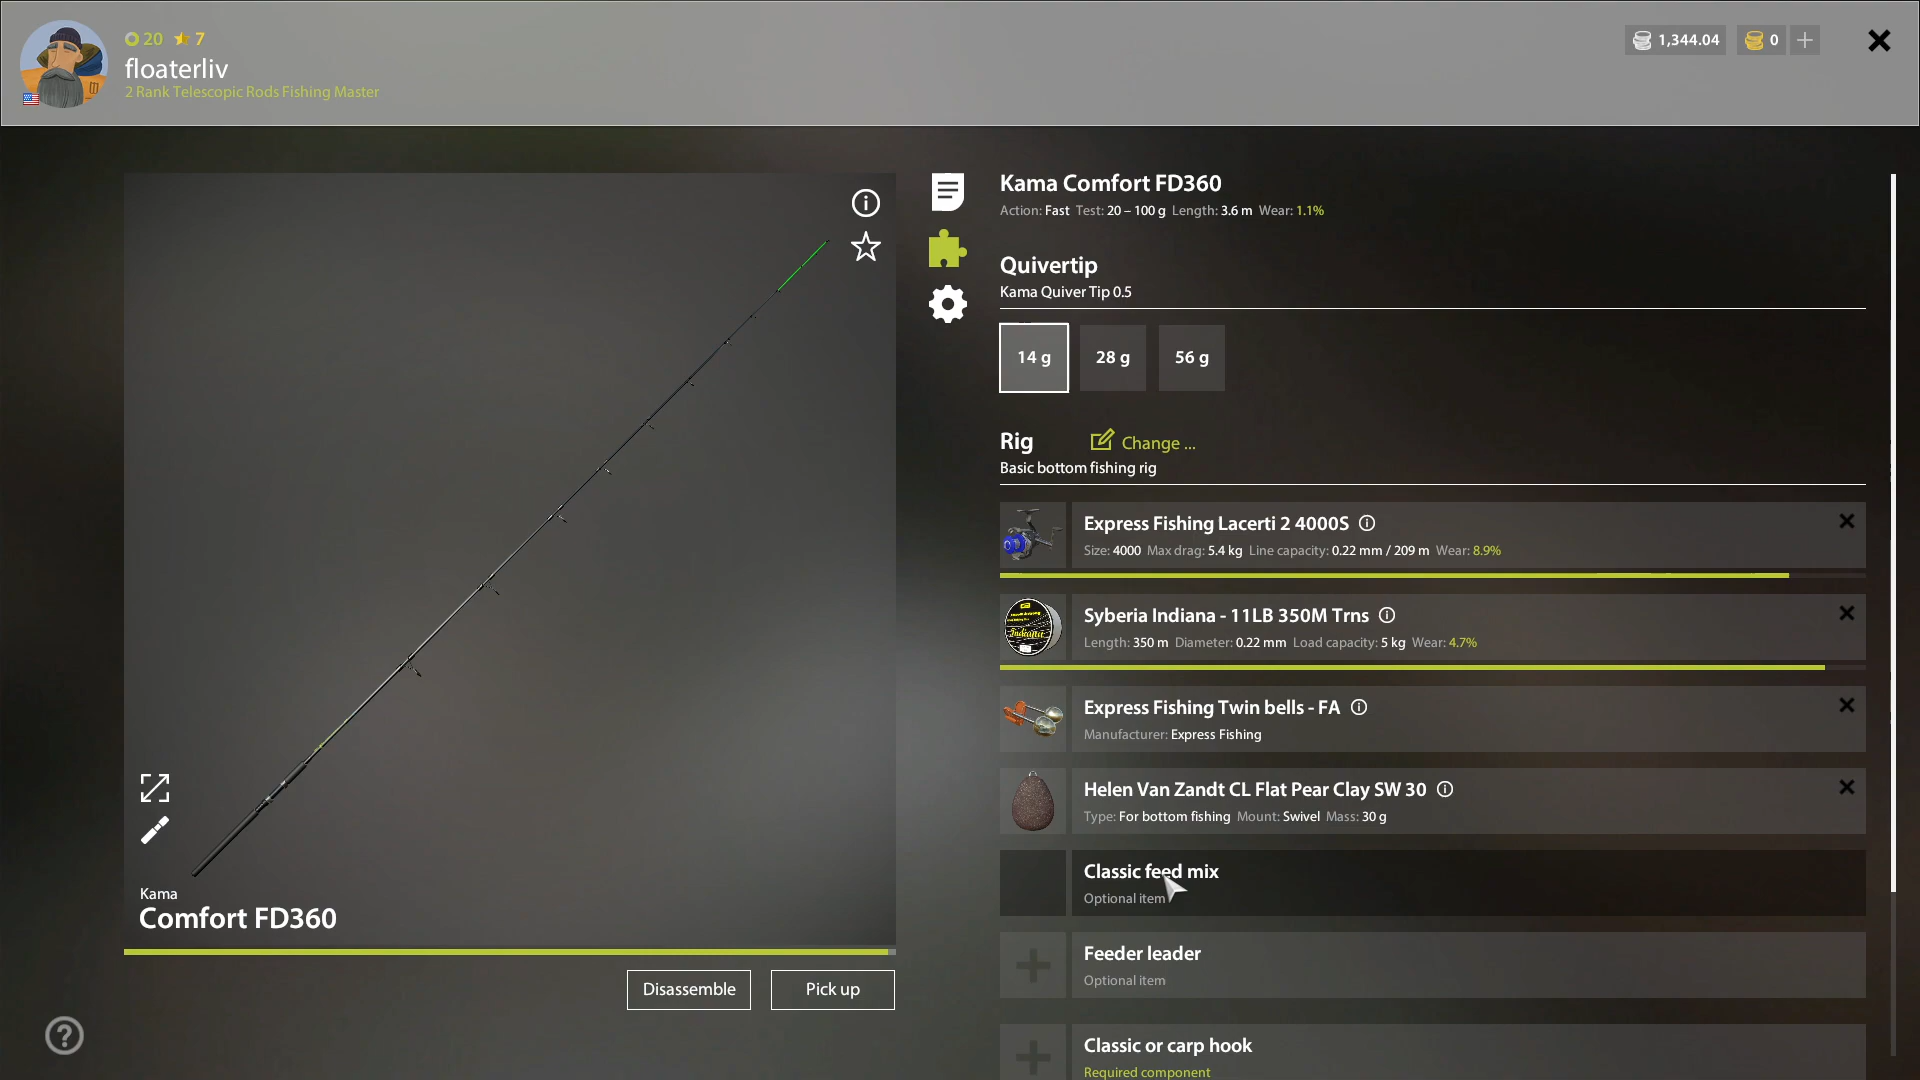 20 7
floaterliv
2 Rank Telescopic Rods Fishing Master
1,344.04
0
Kama Comfort FD360
Action: Fast Test: 20 – 100 g Length: 3.6 m Wear: 1.1%
Quivertip
Kama Quiver Tip 0.5
14 g
28 g
56 g
Rig
Change ...
Basic bottom fishing rig
Express Fishing Lacerti 2 4000S
Size: 4000 Max drag: 5.4 kg Line capacity: 0.22 mm / 209 m Wear: 8.9%
Syberia Indiana - 11LB 350M Trns
Length: 350 m Diameter: 0.22 mm Load capacity: 5 kg Wear: 4.7%
Express Fishing Twin bells - FA
Manufacturer: Express Fishing
Helen Van Zandt CL Flat Pear Clay SW 30
Type: For bottom fishing Mount: Swivel Mass: 30 g
Classic feed mix
Optional item
Feeder leader
Optional item
Classic or carp hook
Required component
Kama
Comfort FD360
Disassemble
Pick up